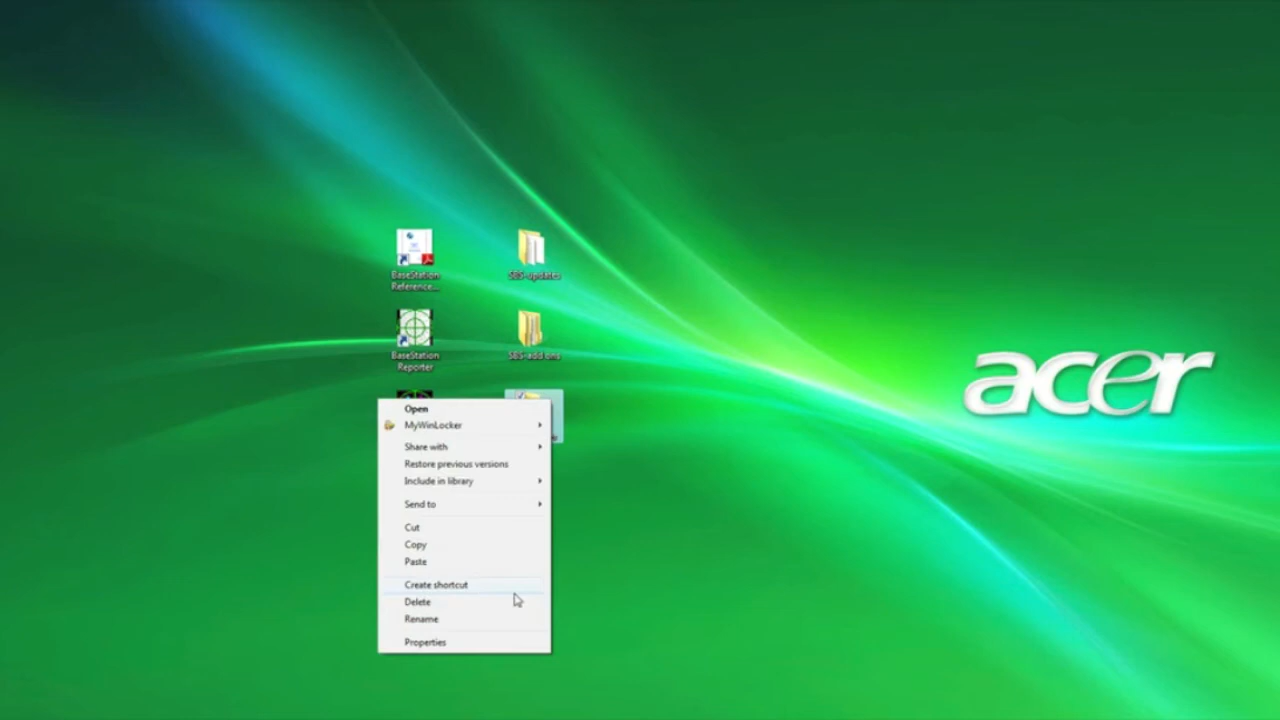 BaseStation
Reference...
SBS-updates
BaseStation
Reporter
SBS-add ons
Open
MyWinLocker
Share with
Restore previous versions
Include in library
Send to
Cut
Copy
Paste
Create shortcut
Delete
Rename
Properties
acer